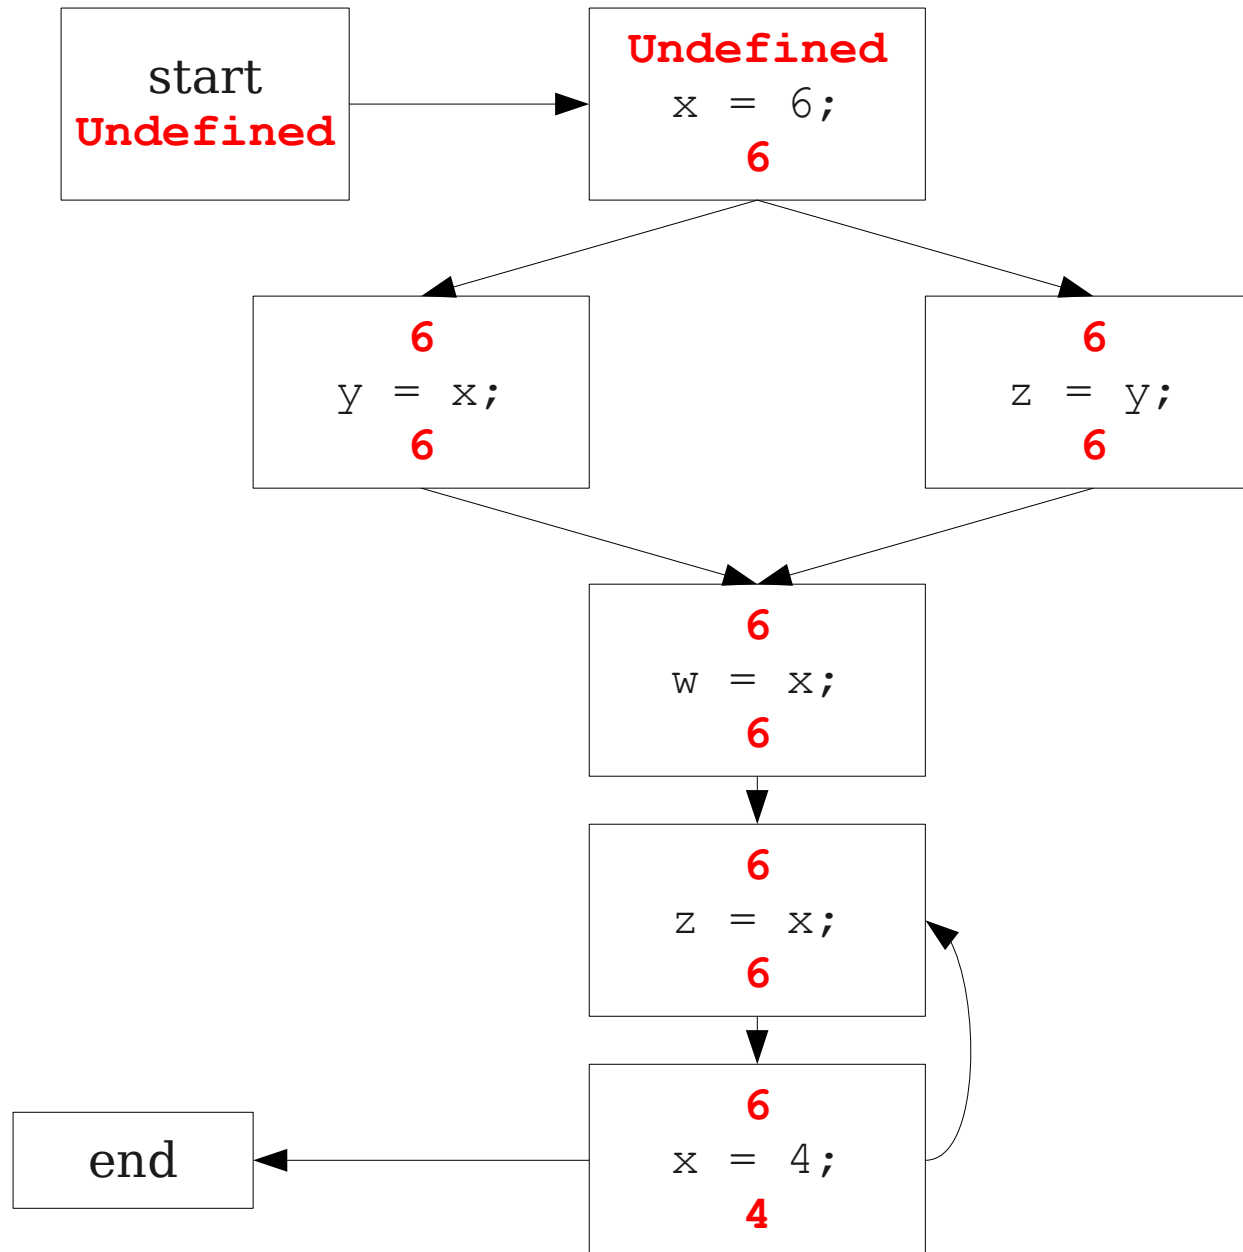 start
Undefined
Undefined
x = 6;
6
6
y = x;
6
6
z = y;
6
6
w = x;
6
6
z = x;
6
6
x = 4;
4
end